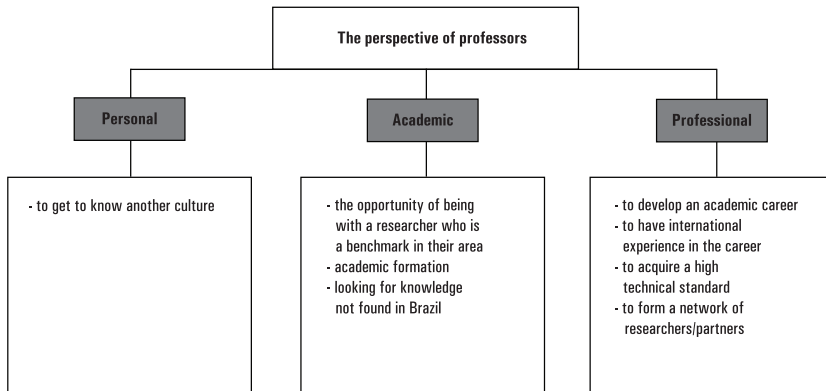 The perspective of professors
Personal
Academic
Professional
- to get to know another culture
- the opportunity of being
with a researcher who is
a benchmark in their area
- academic formation
- looking for knowledge
not found in Brazil
- to develop an academic career
- to have international
experience in the career
- to acquire a high
technical standard
- to form a network of
researchers/partners